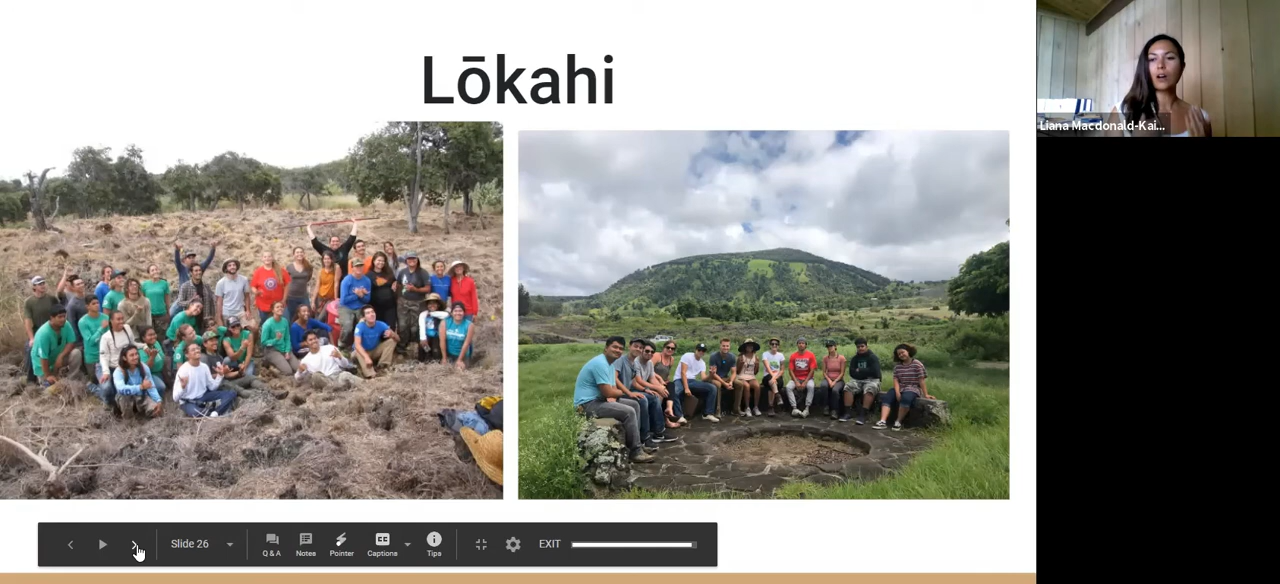 Lōkahi
Liana Macdonald-Kai...
Slide 26
Q & A
Notes
Pointer
Captions
Tips
EXIT